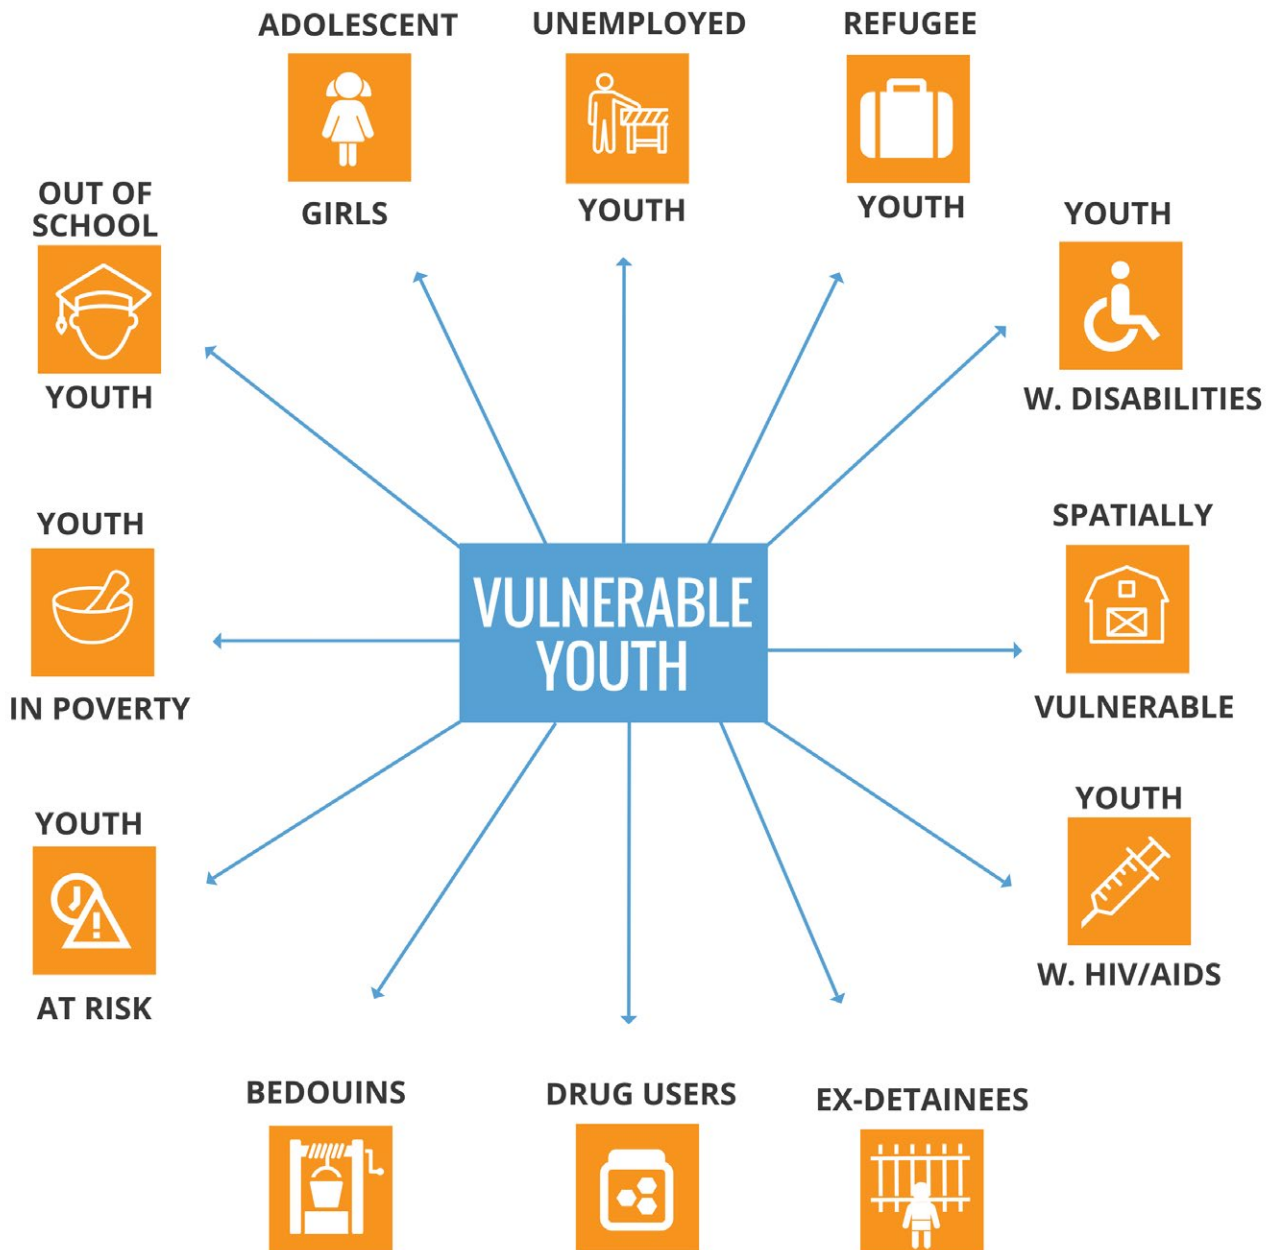 ADOLESCENT
GIRLS
UNEMPLOYED
YOUTH
REFUGEE
YOUTH
OUT OF
SCHOOL
YOUTH
YOUTH
W. DISABILITIES
YOUTH
IN POVERTY
VULNERABLE
YOUTH
SPATIALLY
VULNERABLE
YOUTH
AT RISK
YOUTH
W. HIV/AIDS
BEDOUINS
DRUG USERS
EX-DETAINEES